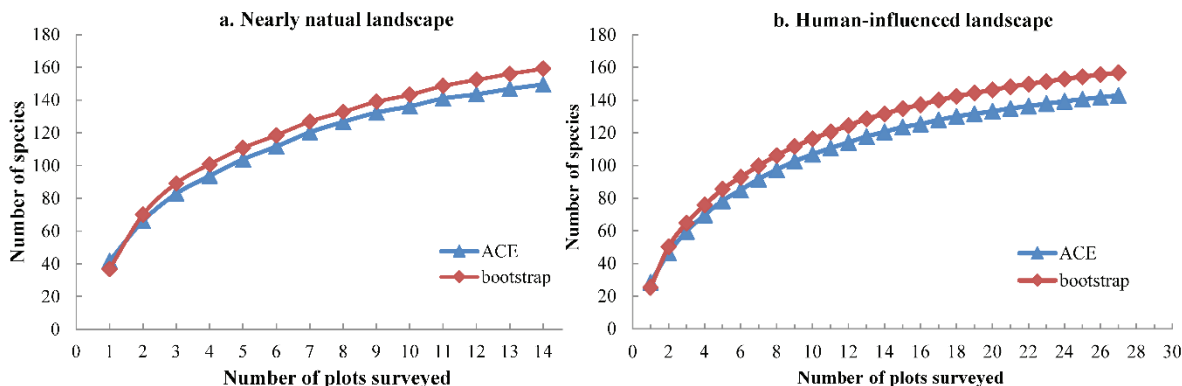 a. Nearly natual landscape
Number of species
180
160
140
120
100
80
60
40
20
0
0 1 2 3 4 5 6 7 8 9 10 11 12 13 14
Number of plots surveyed
ACE
bootstrap
b. Human-influenced landscape
Number of species
180
160
140
120
100
80
60
40
20
0
0 2 4 6 8 10 12 14 16 18 20 22 24 26 28 30
Number of plots surveyed
ACE
bootstrap